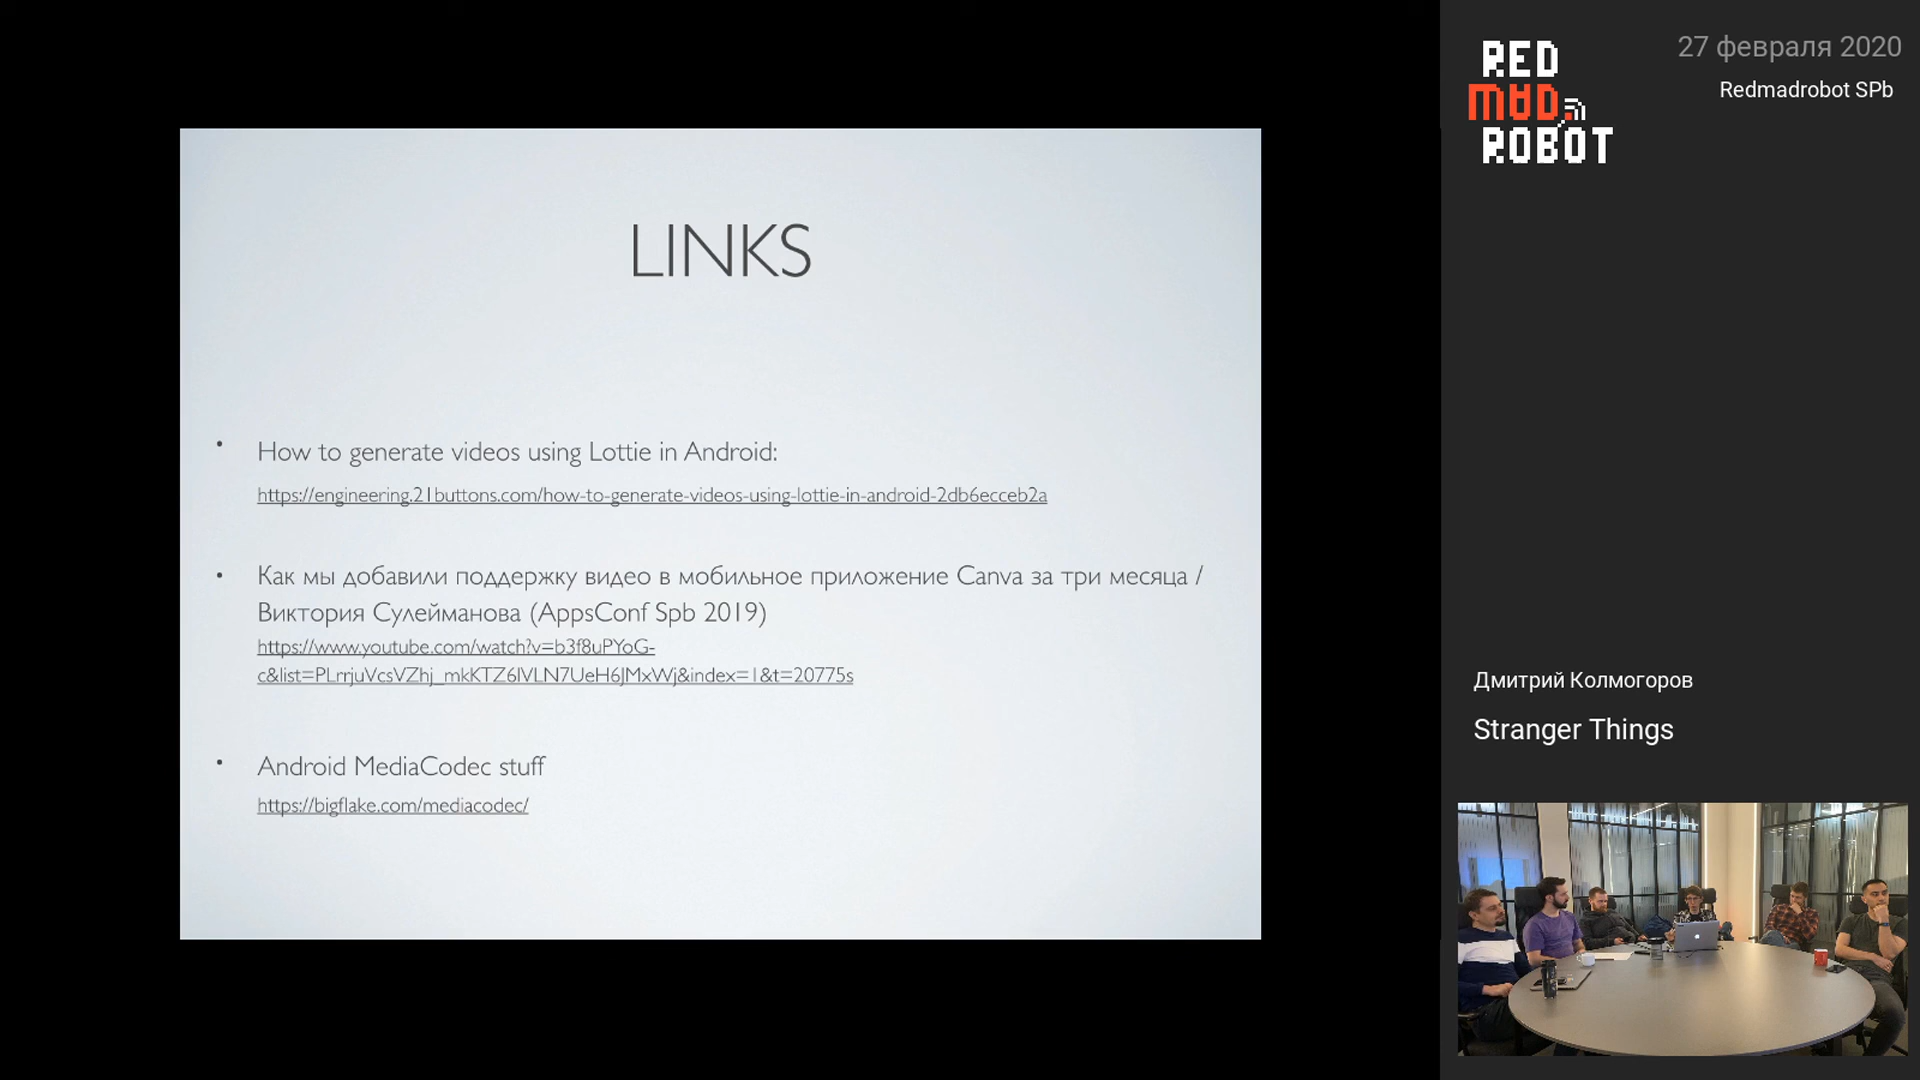 LINKS
How to generate videos using Lottie in Android:
https://engineering.21buttons.com/how-to-generate-videos-using-lottie-in-android-2db6ecceb2a
Как мы добавили поддержку видео в мобильное приложение Canva за три месяца /
Виктория Сулейманова (AppsConf Spb 2019)
https://www.youtube.com/watch?v=b3f8uPYoG-
c&list=PLrrjuVcsVZhj_mkKTZ6lVLN7UeH6JMxWj&index=1&t=20775s
Android MediaCodec stuff
https://bigflake.com/mediacodec/
RED
MAD
ROBOT
27 февраля 2020
Redmadrobot SPb
Дмитрий Колмогоров
Stranger Things